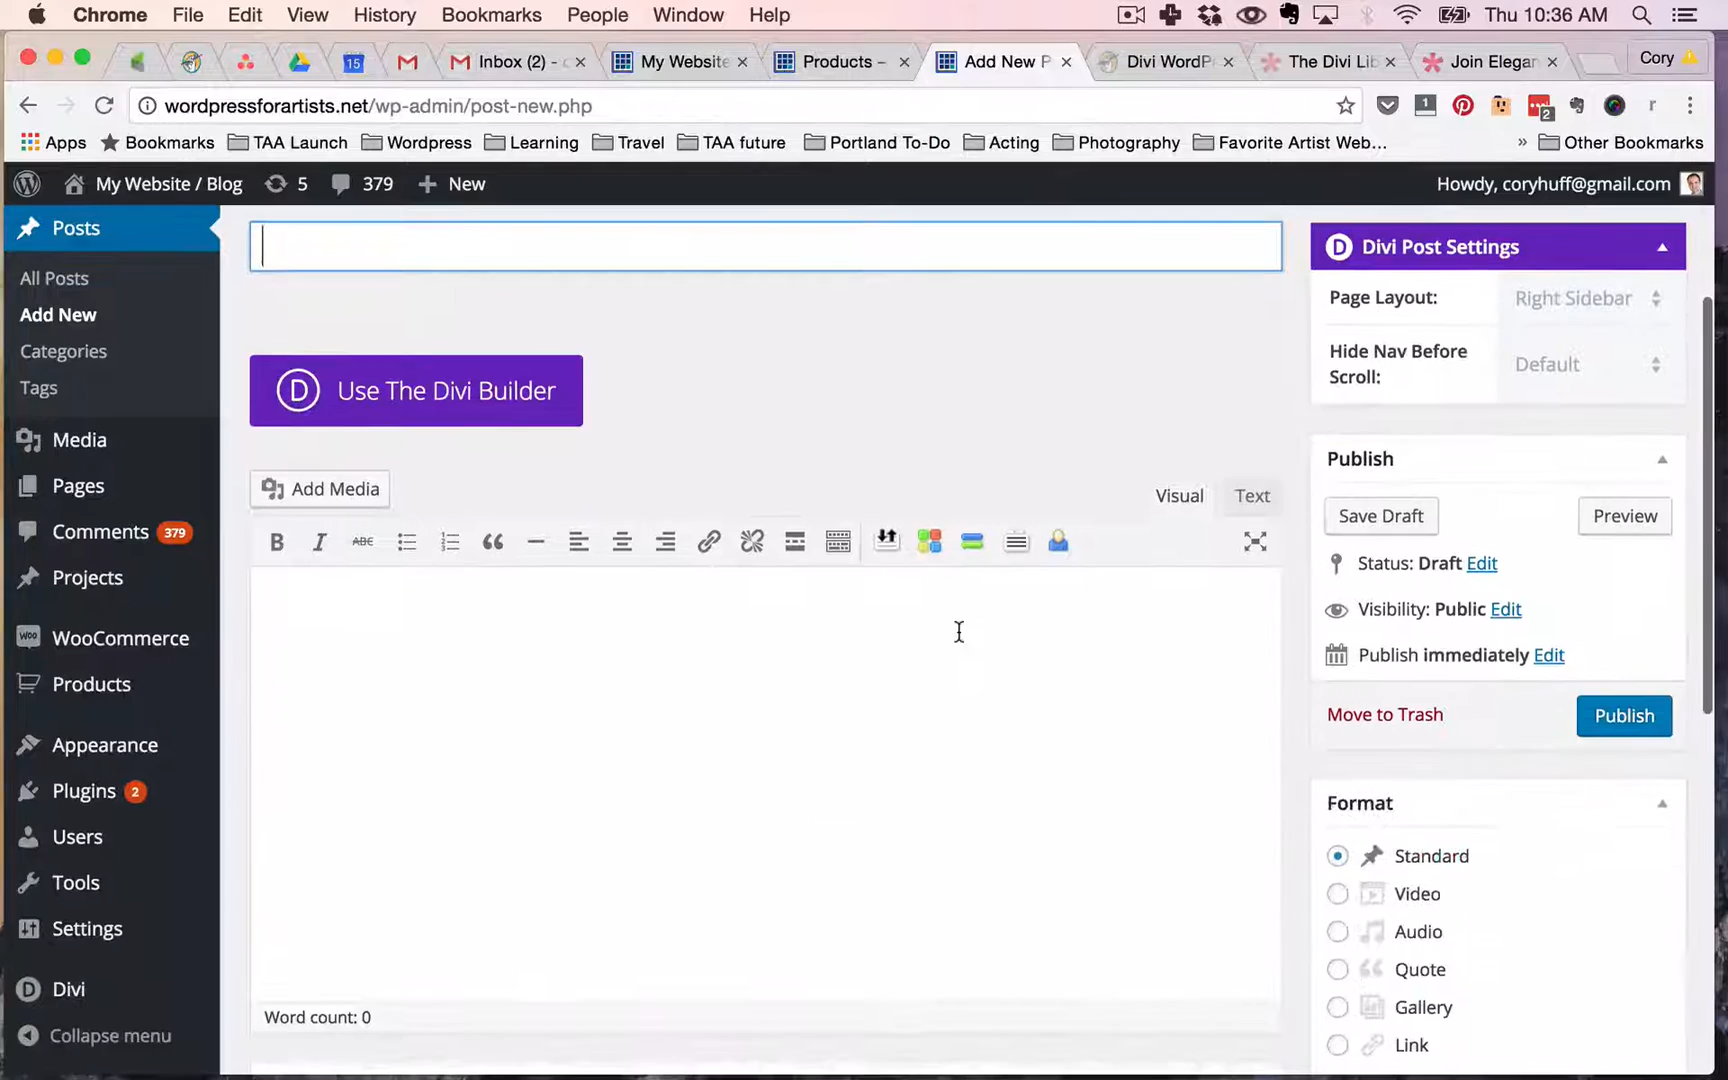 Chrome File Edit View History Bookmarks People Window Help Thu 10:36 AM
15 Inbox (2) - c My Website Products – Add New P Divi WordP The Divi Lib Join Elegan Cory
wordpressforartists.net/wp-admin/post-new.php 1 2 r
Apps Bookmarks TAA Launch Wordpress Learning Travel TAA future Portland To-Do Acting Photography Favorite Artist Web... » Other Bookmarks
My Website / Blog 5 379 New Howdy, coryhuff@gmail.com
Posts
All Posts
Add New
Categories
Tags
Media
Pages
Comments 379
Projects
WOO WooCommerce
Products
Appearance
Plugins 2
Users
Tools
Settings
D Divi
Collapse menu
D Use The Divi Builder
Add Media Visual Text
B I ABC
Word count: 0
D Divi Post Settings
Page Layout: Right Sidebar
Hide Nav Before Scroll: Default
Publish
Save Draft Preview
Status: Draft Edit
Visibility: Public Edit
Publish immediately Edit
Move to Trash Publish
Format
Standard
Video
Audio
Quote
Gallery
Link